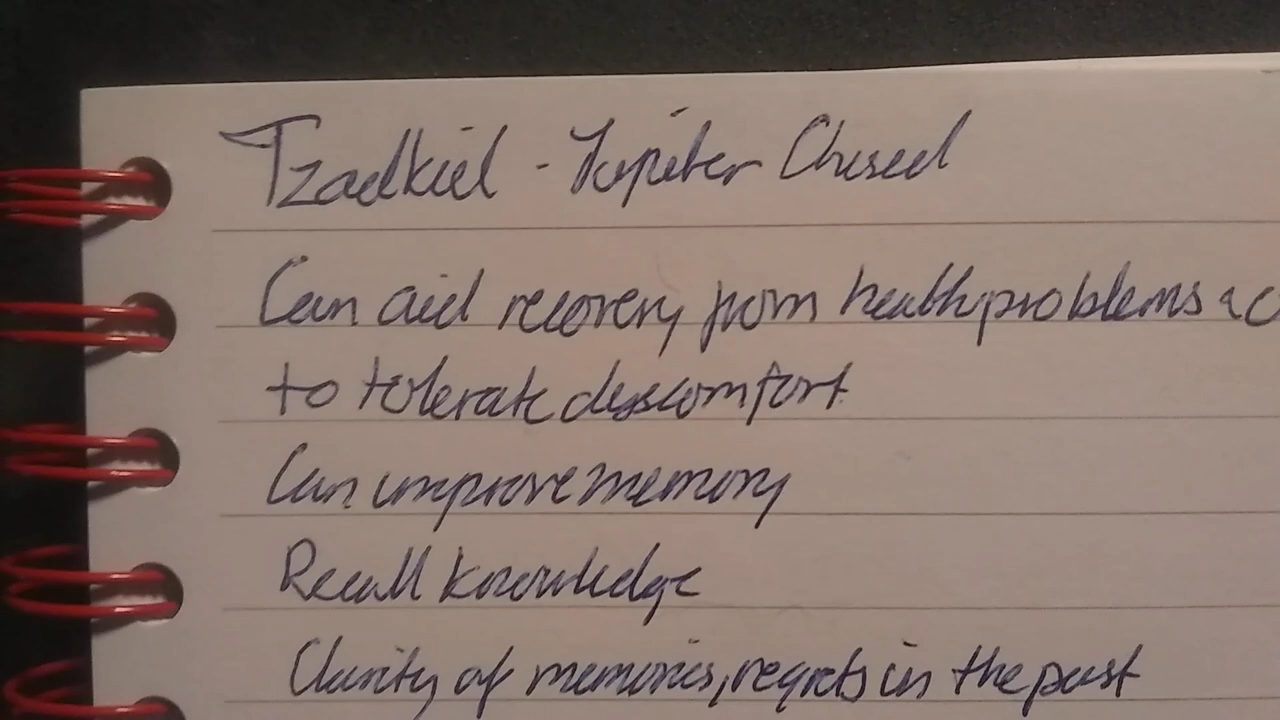 Tzadkiel - Jupiter Chesed
Can aid recovery from health problems &
to tolerate discomfort.
Can improve memory
Recall knowledge
Clarity of memories, regrets in the past